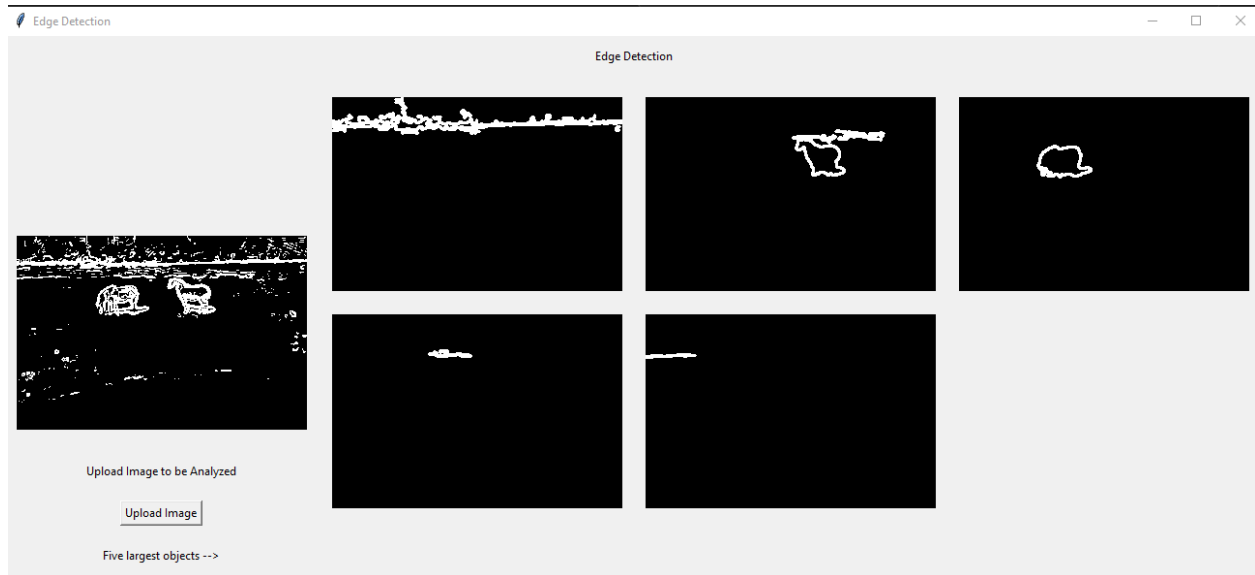 Edge Detection
Edge Detection
Upload Image to be Analyzed
Upload Image
Five largest objects -->